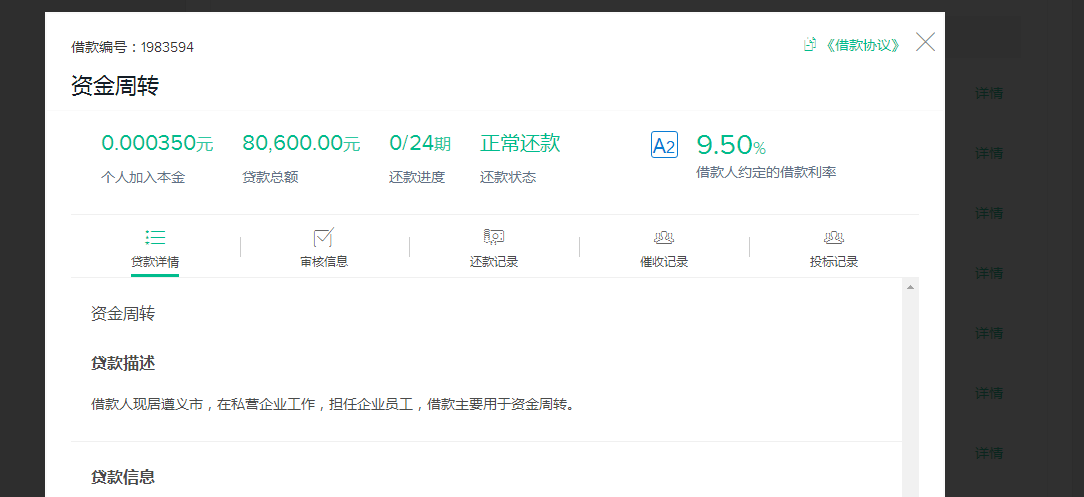 借款编号：1983594
《借款协议》
资金周转
0.000350元
80,600.00元
0/24期
正常还款
A2
9.50%
个人加入本金
贷款总额
还款进度
还款状态
借款人约定的借款利率
贷款详情
审核信息
还款记录
催收记录
投标记录
资金周转
贷款描述
借款人现居遵义市，在私营企业工作，担任企业员工，借款主要用于资金周转。
贷款信息
详情
详情
详情
详情
详情
详情
详情